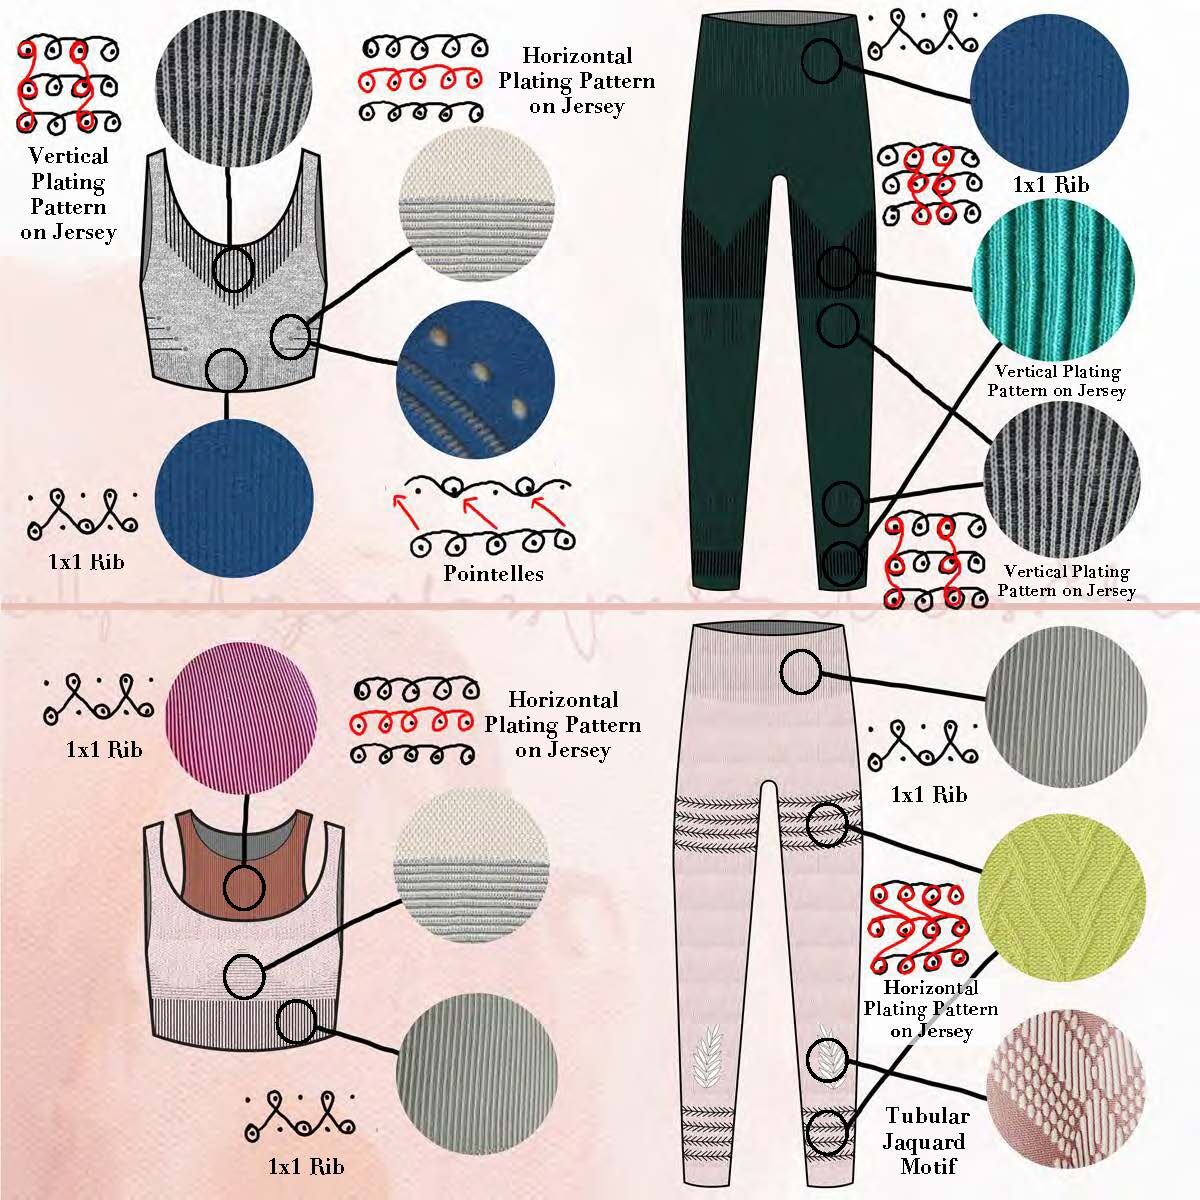 Vertical
Plating
Pattern
on Jersey
Horizontal
Plating Pattern
on Jersey
1x1 Rib
Pointelles
1x1 Rib
Vertical Plating
Pattern on Jersey
Vertical Plating
Pattern on Jersey
1x1 Rib
Horizontal
Plating Pattern
on Jersey
1x1 Rib
1x1 Rib
Horizontal
Plating Pattern
on Jersey
Tubular
Jaquard
Motif